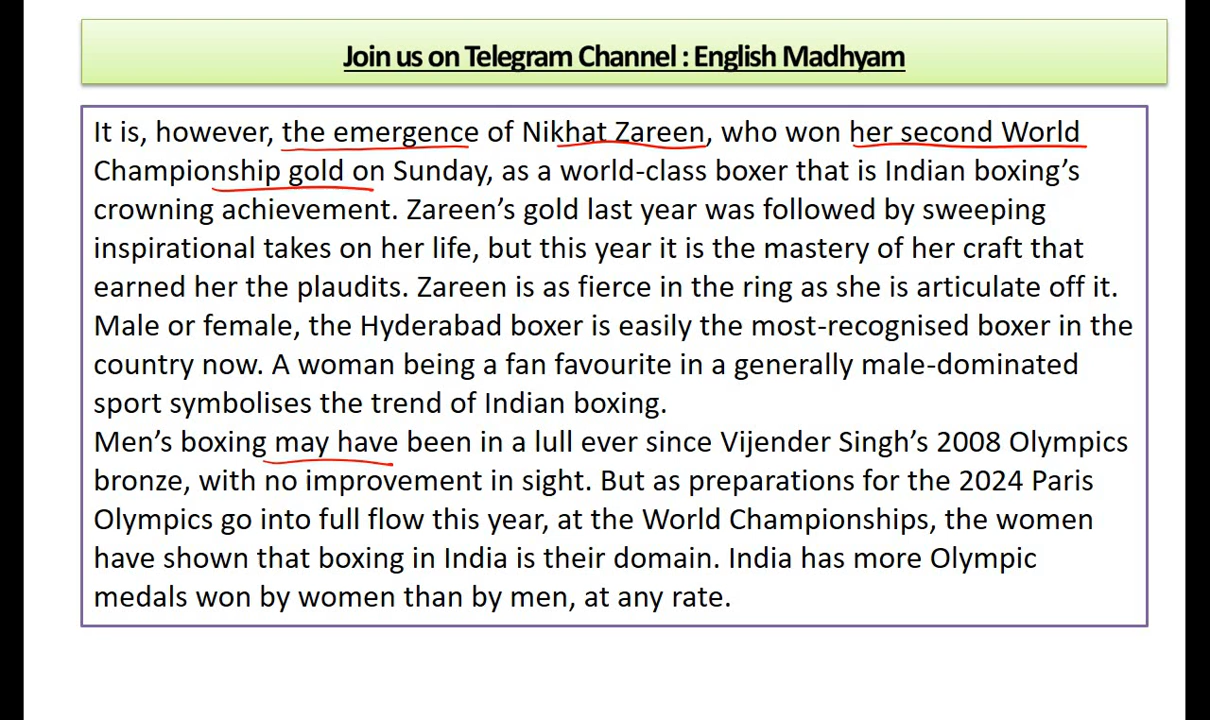 Join us on Telegram Channel : English Madhyam
It is, however, the emergence of Nikhat Zareen, who won her second World
Championship gold on Sunday, as a world-class boxer that is Indian boxing’s
crowning achievement. Zareen’s gold last year was followed by sweeping
inspirational takes on her life, but this year it is the mastery of her craft that
earned her the plaudits. Zareen is as fierce in the ring as she is articulate off it.
Male or female, the Hyderabad boxer is easily the most-recognised boxer in the
country now. A woman being a fan favourite in a generally male-dominated
sport symbolises the trend of Indian boxing.
Men’s boxing may have been in a lull ever since Vijender Singh’s 2008 Olympics
bronze, with no improvement in sight. But as preparations for the 2024 Paris
Olympics go into full flow this year, at the World Championships, the women
have shown that boxing in India is their domain. India has more Olympic
medals won by women than by men, at any rate.